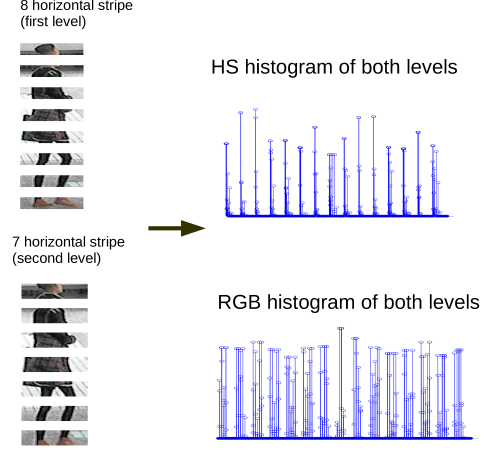 8 horizontal stripe
(first level)
HS histogram of both levels
7 horizontal stripe
(second level)
RGB histogram of both levels